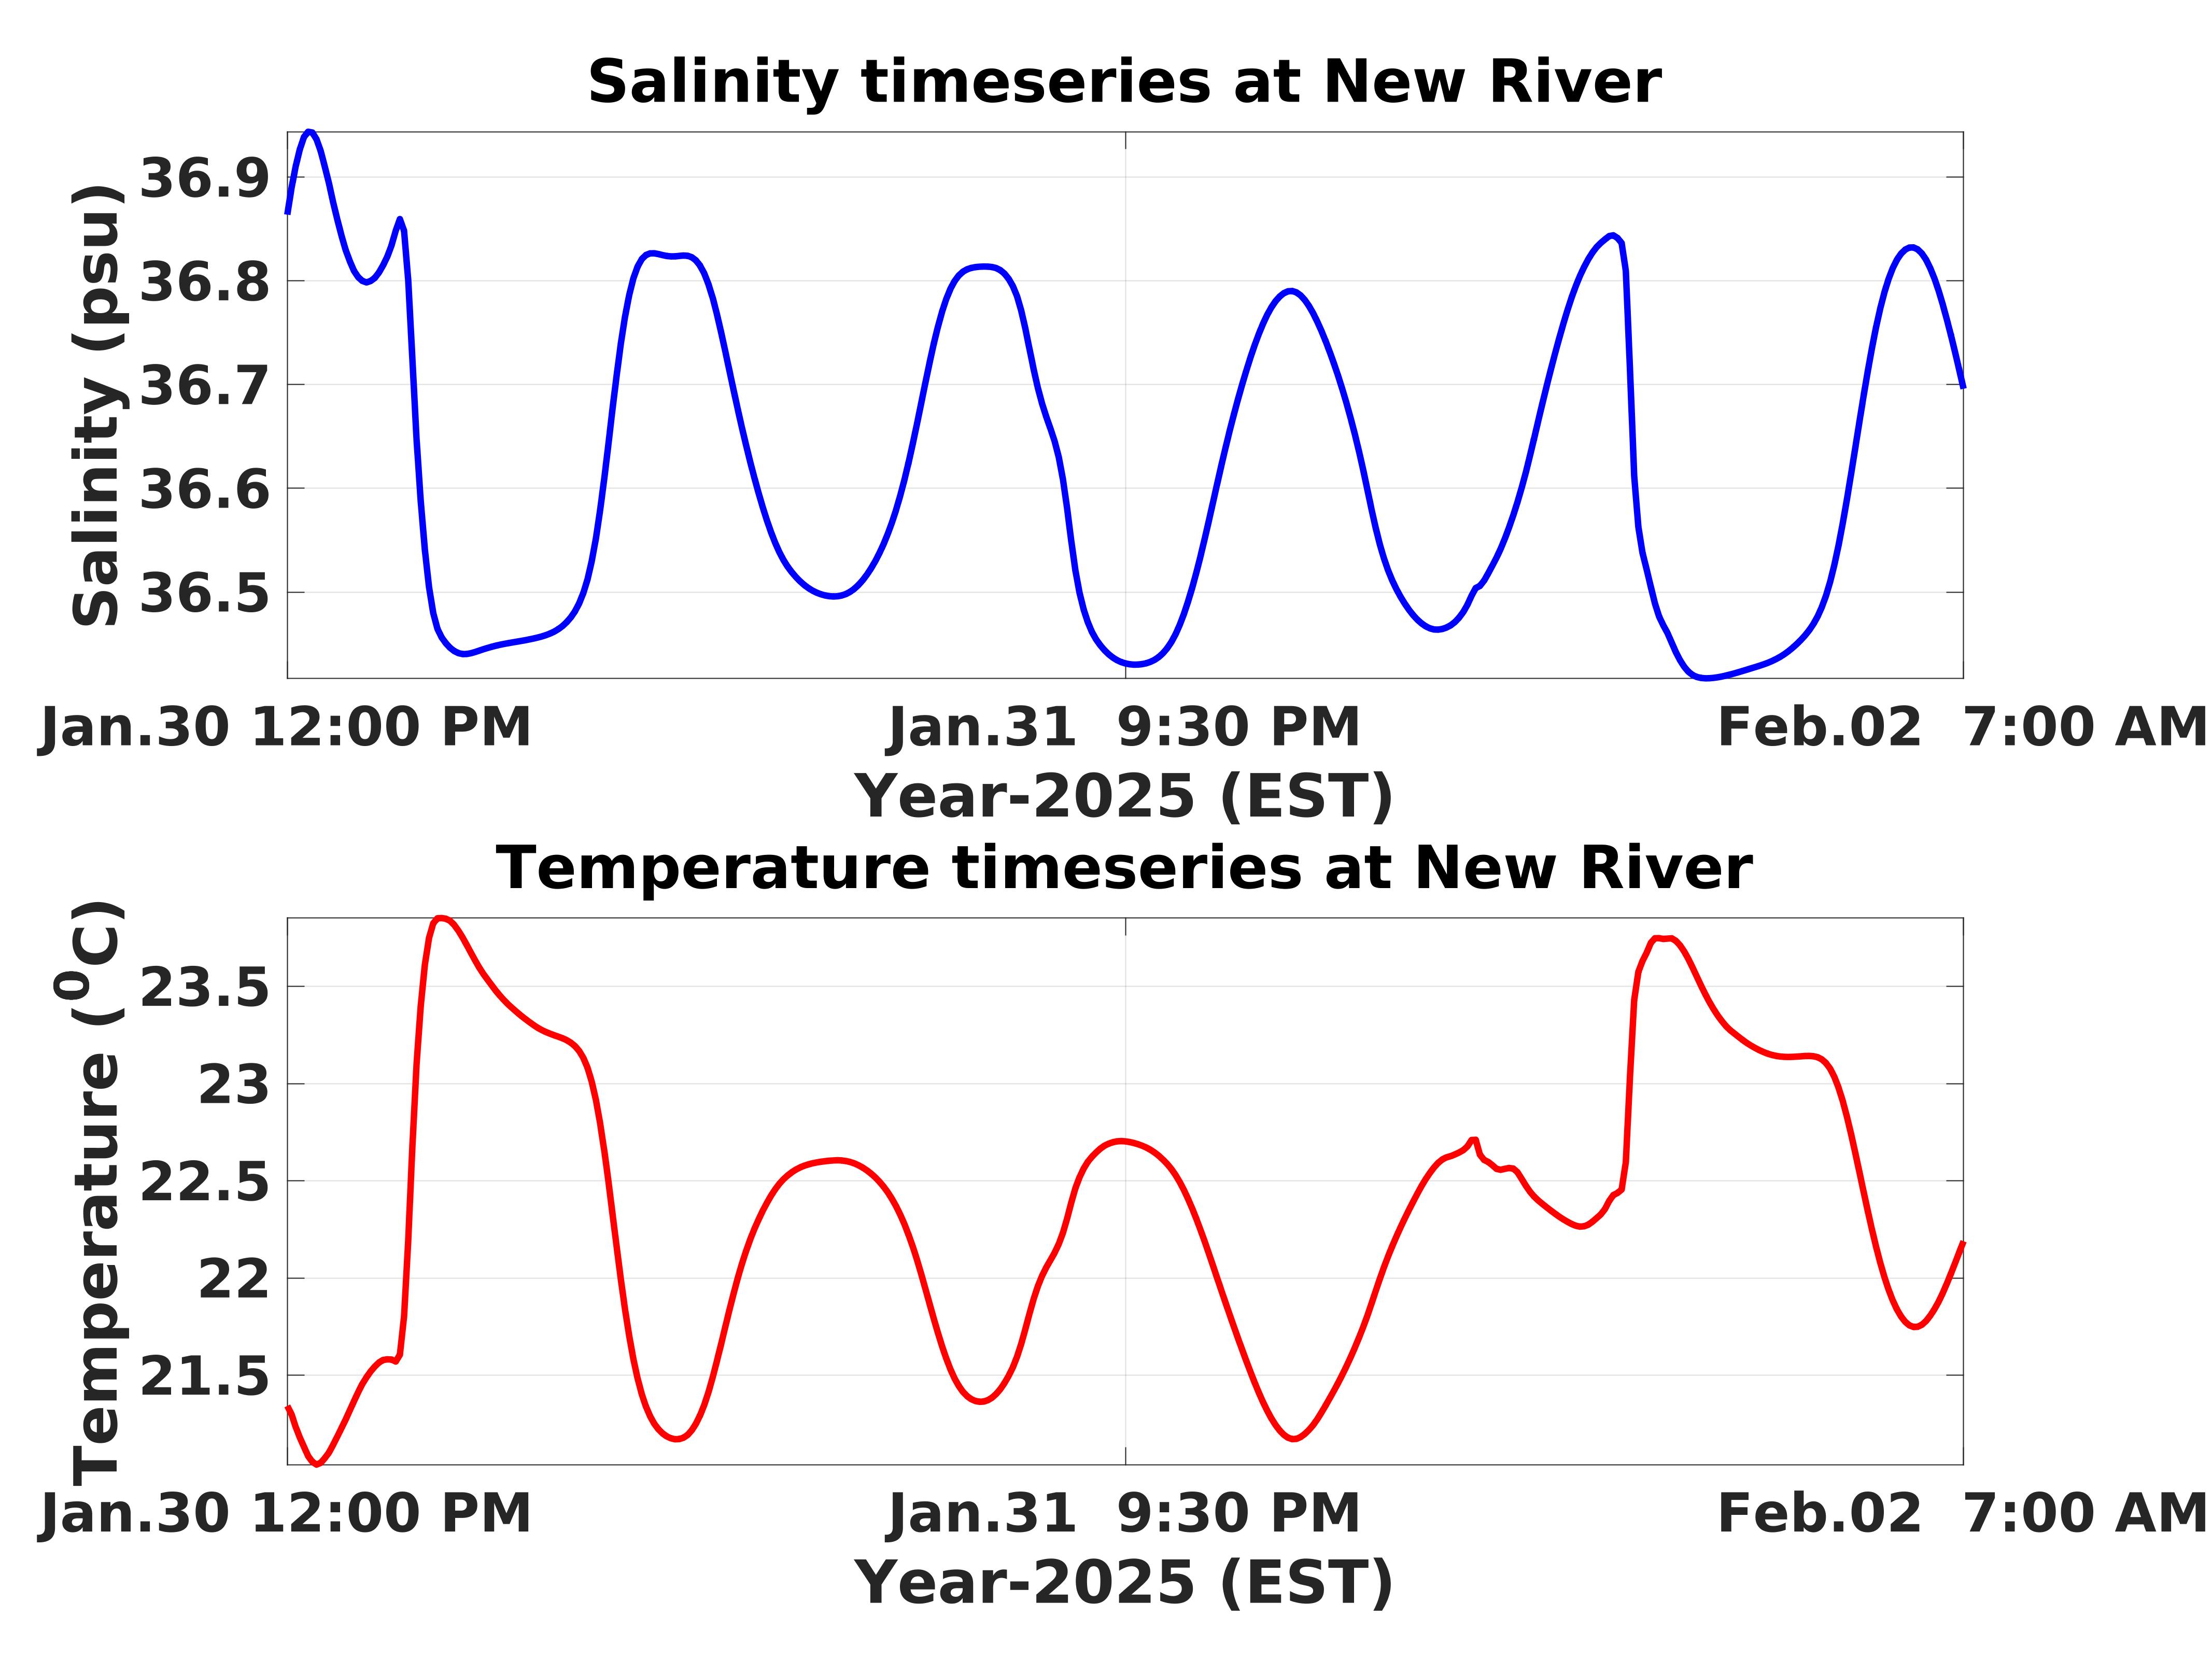 Salinity timeseries at New River
Salinity (psu)
36.9
36.8
36.7
36.6
36.5
Jan.30 12:00 PM Jan.31 9:30 PM Feb.02 7:00 AM
Year-2025 (EST)
Temperature timeseries at New River
Temperature (⁰C)
23.5
23
22.5
22
21.5
Jan.30 12:00 PM Jan.31 9:30 PM Feb.02 7:00 AM
Year-2025 (EST)